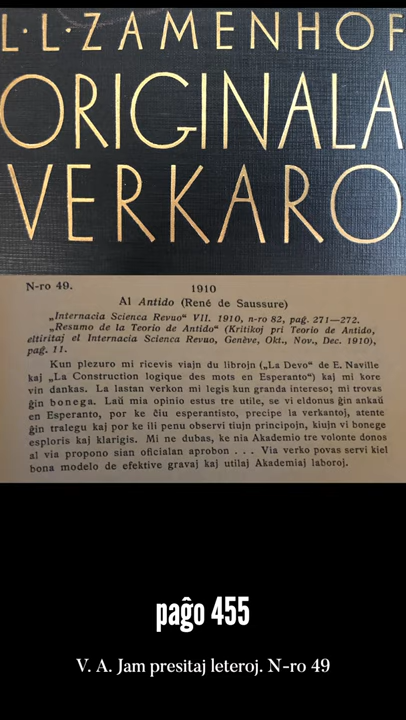 L·L·ZAMENHOF
ORIGINALA
VERKARO
N-ro 49.
1910
Al Antido (René de Saussure)
„Internacia Scienca Revuo“ VII. 1910, n-ro 82, paĝ. 271—272.
„Resumo de la Teorio de Antido“ (Kritikoj pri Teorio de Antido,
eltiritaj el Internacia Scienca Revuo, Genève, Okt., Nov., Dec. 1910),
paĝ. 11.
Kun plezuro mi ricevis viajn du librojn („La Devo“ de E. Naville
kaj „La Construction logique des mots en Esperanto“) kaj mi kore
vin dankas. La lastan verkon mi legis kun granda intereso; mi trovas
ĝin bonega. Laŭ mia opinio estus tre utile, se vi eldonus ĝin ankaŭ
en Esperanto, por ke ĉiu esperantisto, precipe la verkantoj, atente
ĝin tralegu kaj por ke ili penu observi tiujn principojn, kiujn vi bonege
esploris kaj klarigis. Mi ne dubas, ke nia Akademio tre volonte donos
al via propono sian oficialan aprobon . . . Via verko povas servi kiel
bona modelo de efektive gravaj kaj utilaj Akademiaj laboroj.
paĝo 455
V. A. Jam presitaj leteroj. N-ro 49